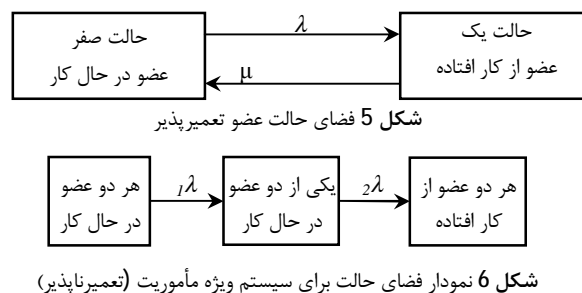 حالت صفر
عضو در حال کار
λ
μ
حالت یک
عضو از کار افتاده
شکل 5 فضای حالت عضو تعمیرپذیر
هر دو عضو
در حال کار
1λ
یکی از دو عضو
در حال کار
2λ
هر دو عضو از
کار افتاده
شکل 6 نمودار فضای حالت برای سیستم ویژه مأموریت (تعمیرناپذیر)